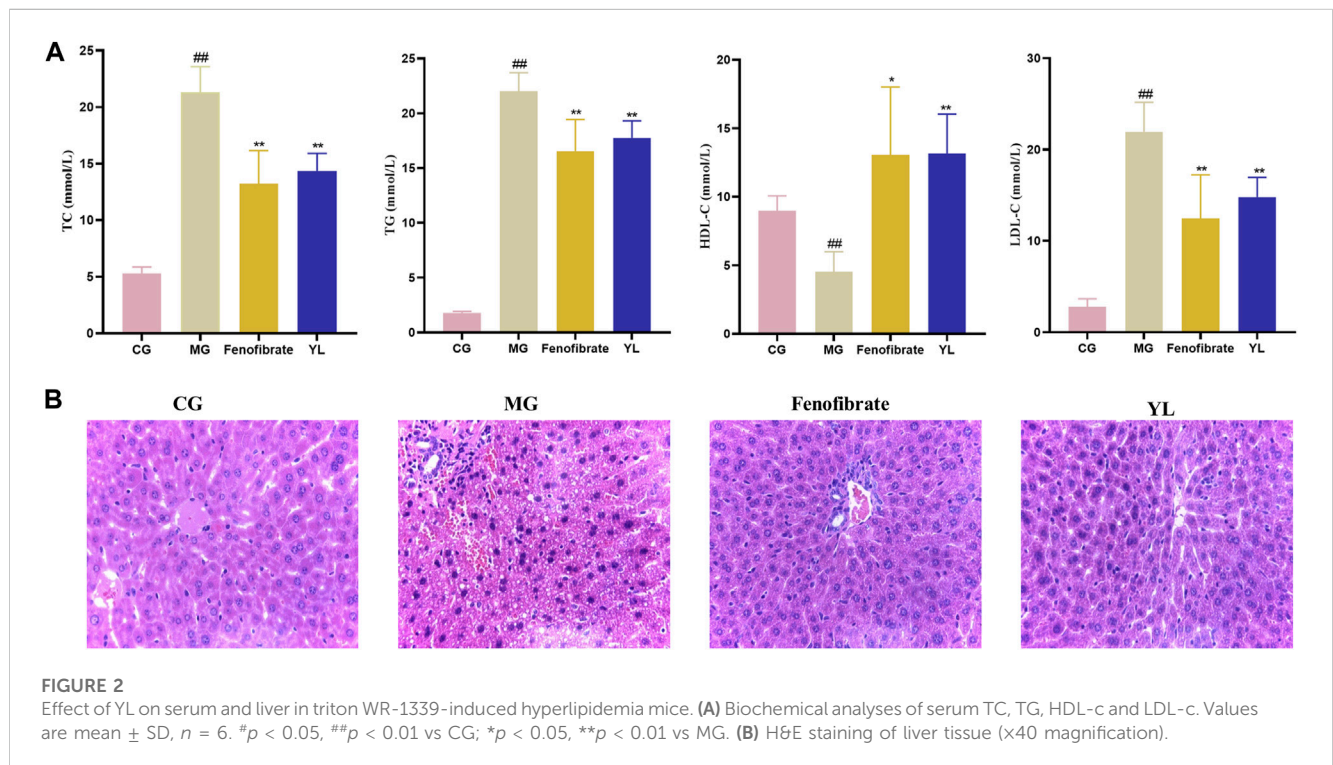 A
TC (mmol/L)
25
20
15
10
5
0
##
**
**
CG MG Fenofibrate YL
TG (mmol/L)
25
20
15
10
5
0
##
**
**
CG MG Fenofibrate YL
HDL-C (mmol/L)
20
15
10
5
0
##
*
**
CG MG Fenofibrate YL
LDL-C (mmol/L)
30
20
10
0
##
**
**
CG MG Fenofibrate YL
B
CG MG Fenofibrate YL
FIGURE 2
Effect of YL on serum and liver in triton WR-1339-induced hyperlipidemia mice. (A) Biochemical analyses of serum TC, TG, HDL-c and LDL-c. Values
are mean ± SD, n = 6. #p < 0.05, ##p < 0.01 vs CG; *p < 0.05, **p < 0.01 vs MG. (B) H&E staining of liver tissue (×40 magnification).